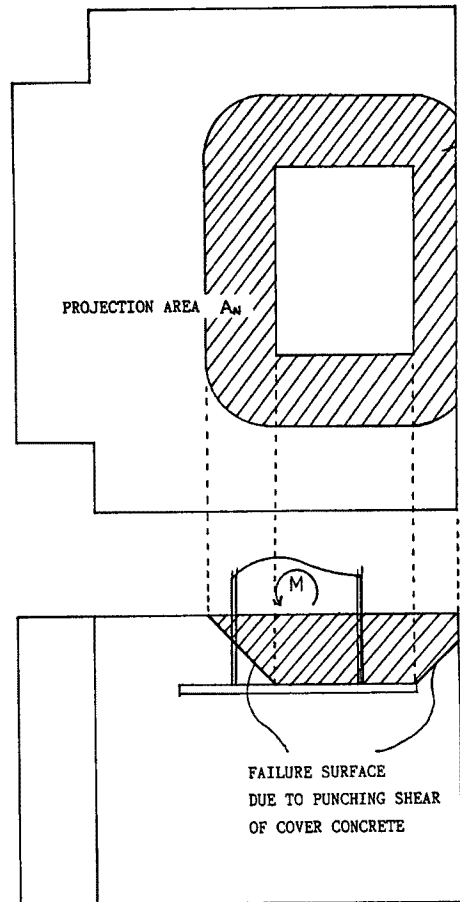 PROJECTION AREA AN
M
FAILURE SURFACE
DUE TO PUNCHING SHEAR
OF COVER CONCRETE